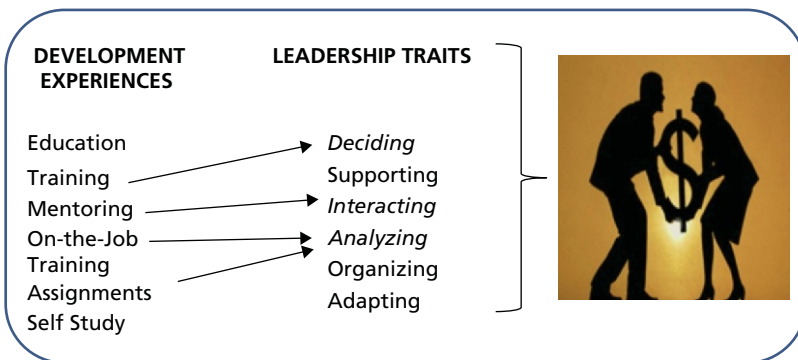 DEVELOPMENT
EXPERIENCES
Education
Training
Mentoring
On-the-Job
Training
Assignments
Self Study
LEADERSHIP TRAITS
Deciding
Supporting
Interacting
Analyzing
Organizing
Adapting
$